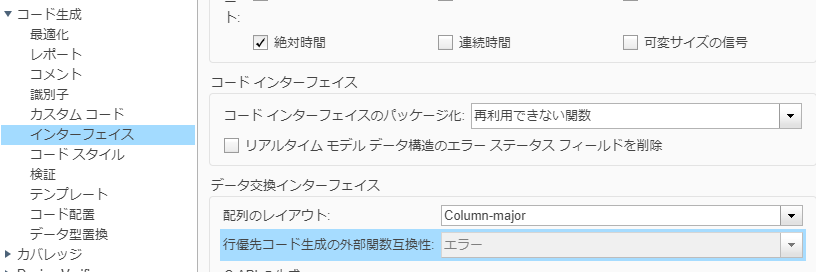 コード生成
最適化
レポート
コメント
識別子
カスタム コード
インターフェイス
コード スタイル
検証
テンプレート
コード配置
データ型置換
カバレッジ
ト:
絶対時間 連続時間 可変サイズの信号
コード インターフェイス
コード インターフェイスのパッケージ化: 再利用できない関数
リアルタイム モデル データ構造のエラー ステータス フィールドを削除
データ交換インターフェイス
配列のレイアウト: Column-major
行優先コード生成の外部関数互換性: エラー